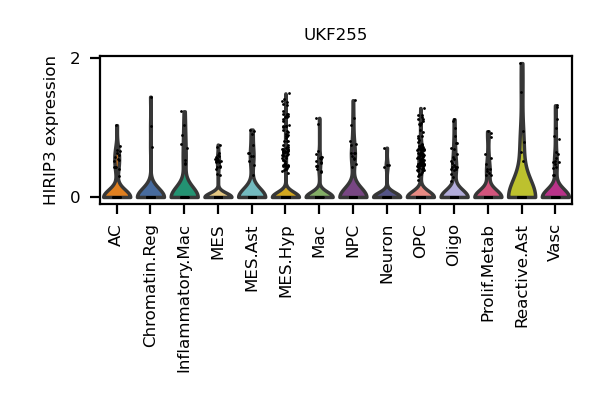 UKF255
HIRIP3 expression
2
0
AC
Chromatin.Reg
Inflammatory.Mac
MES
MES.Ast
MES.Hyp
Mac
NPC
Neuron
OPC
Oligo
Prolif.Metab
Reactive.Ast
Vasc